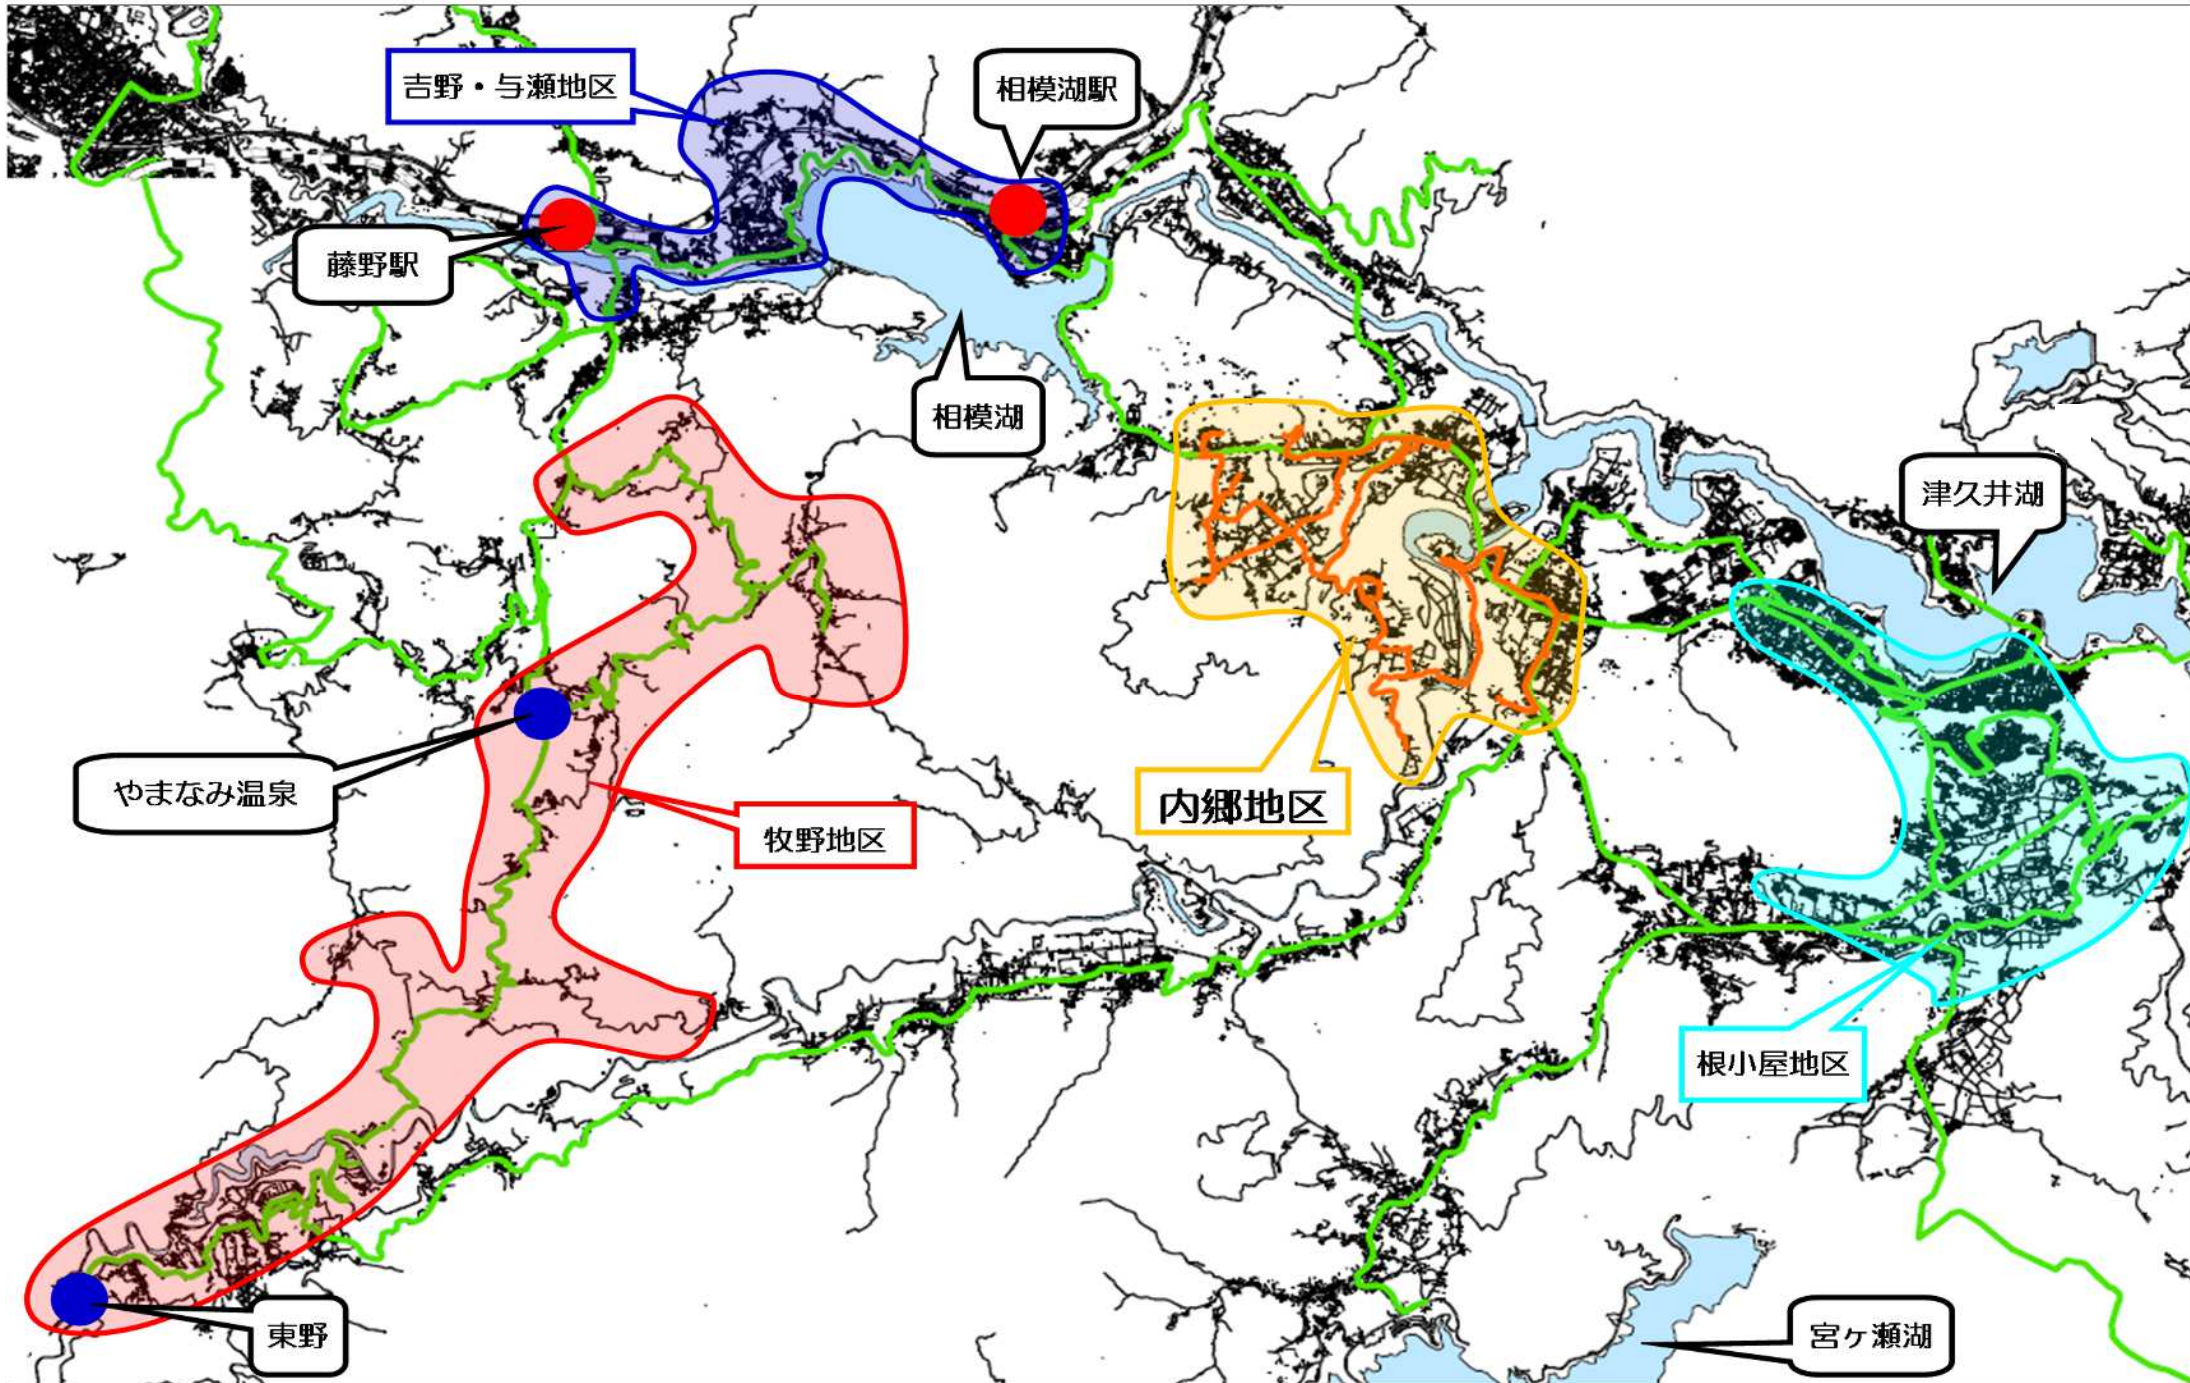 吉野・与瀬地区
相模湖駅
藤野駅
相模湖
津久井湖
やまなみ温泉
牧野地区
内郷地区
根小屋地区
東野
宮ヶ瀬湖